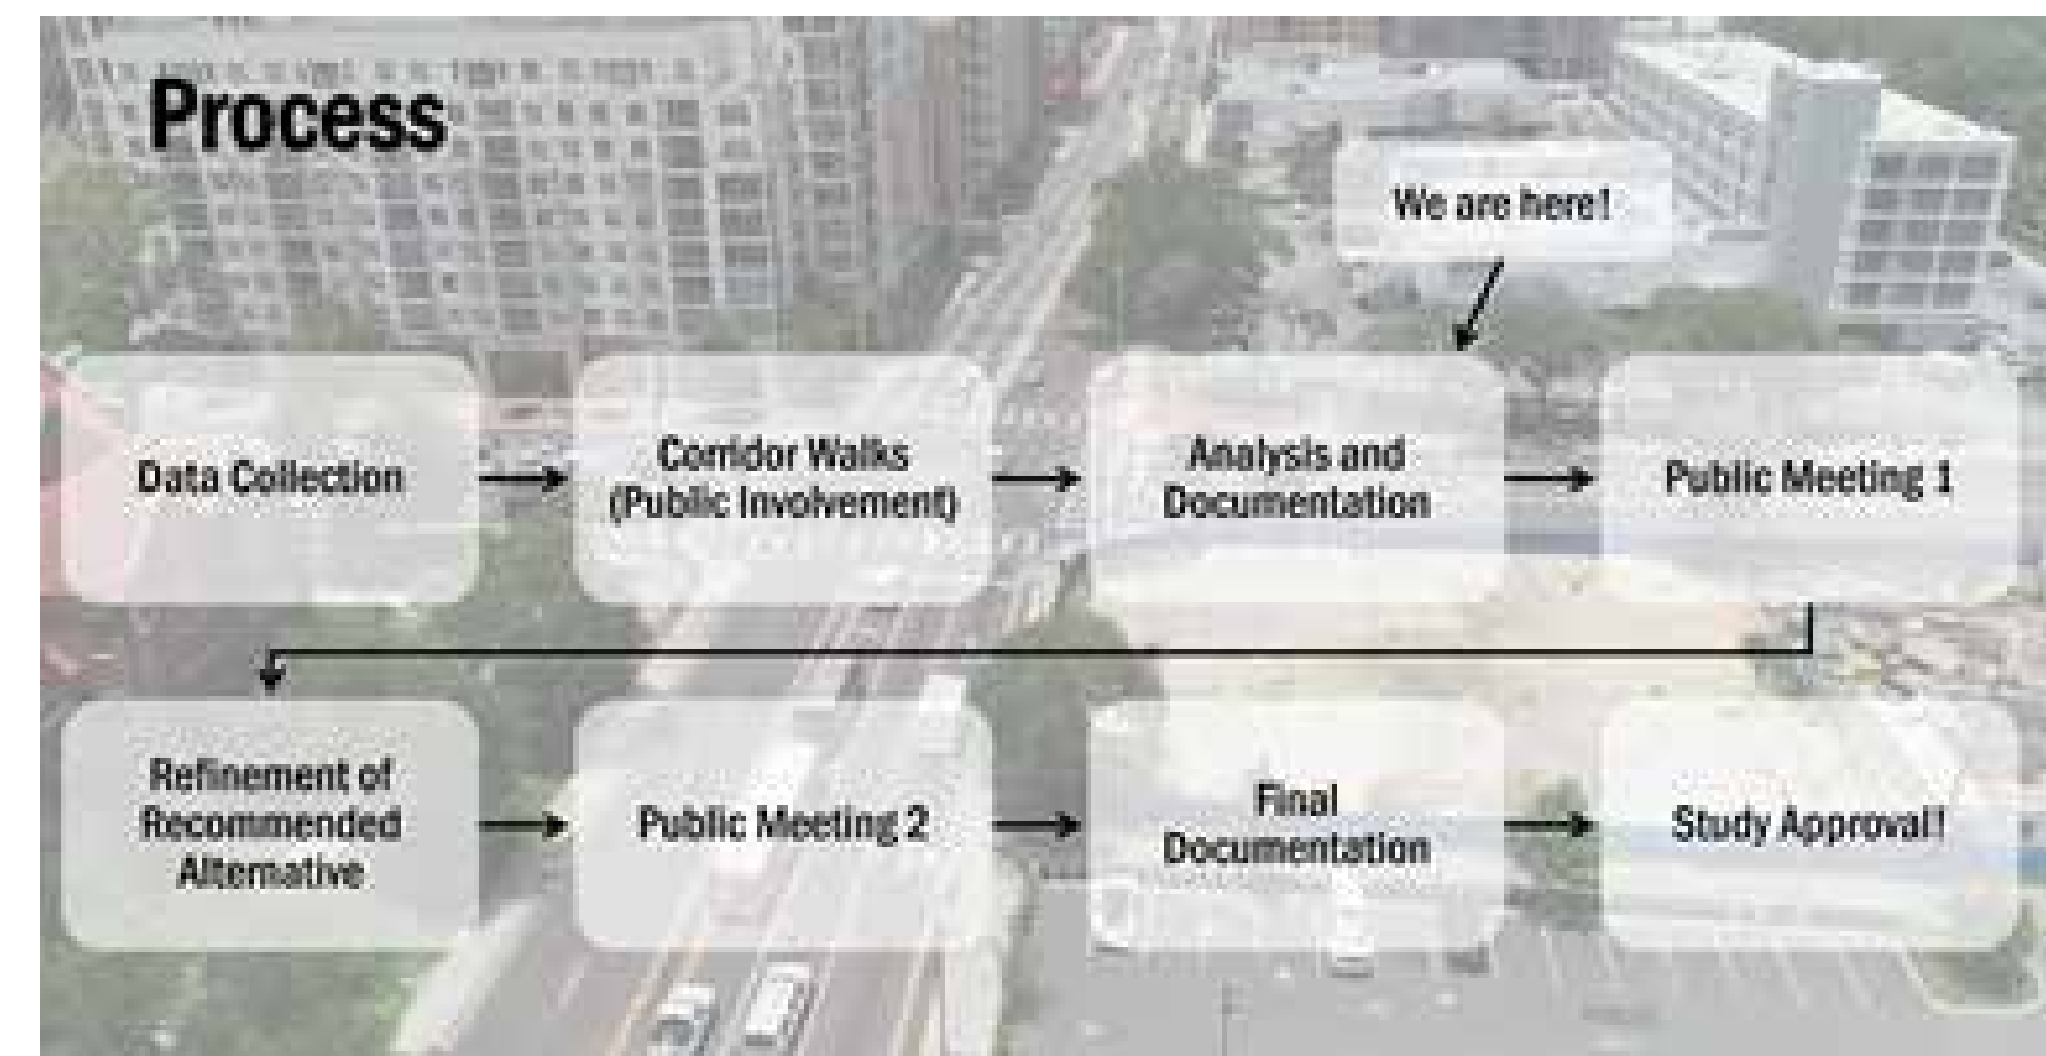 Process
We are here!
Data Collection
Corridor Walks
(Public Involvement)
Analysis and
Documentation
Public Meeting 1
Refinement of
Recommended
Alternative
Public Meeting 2
Final
Documentation
Study Approval!